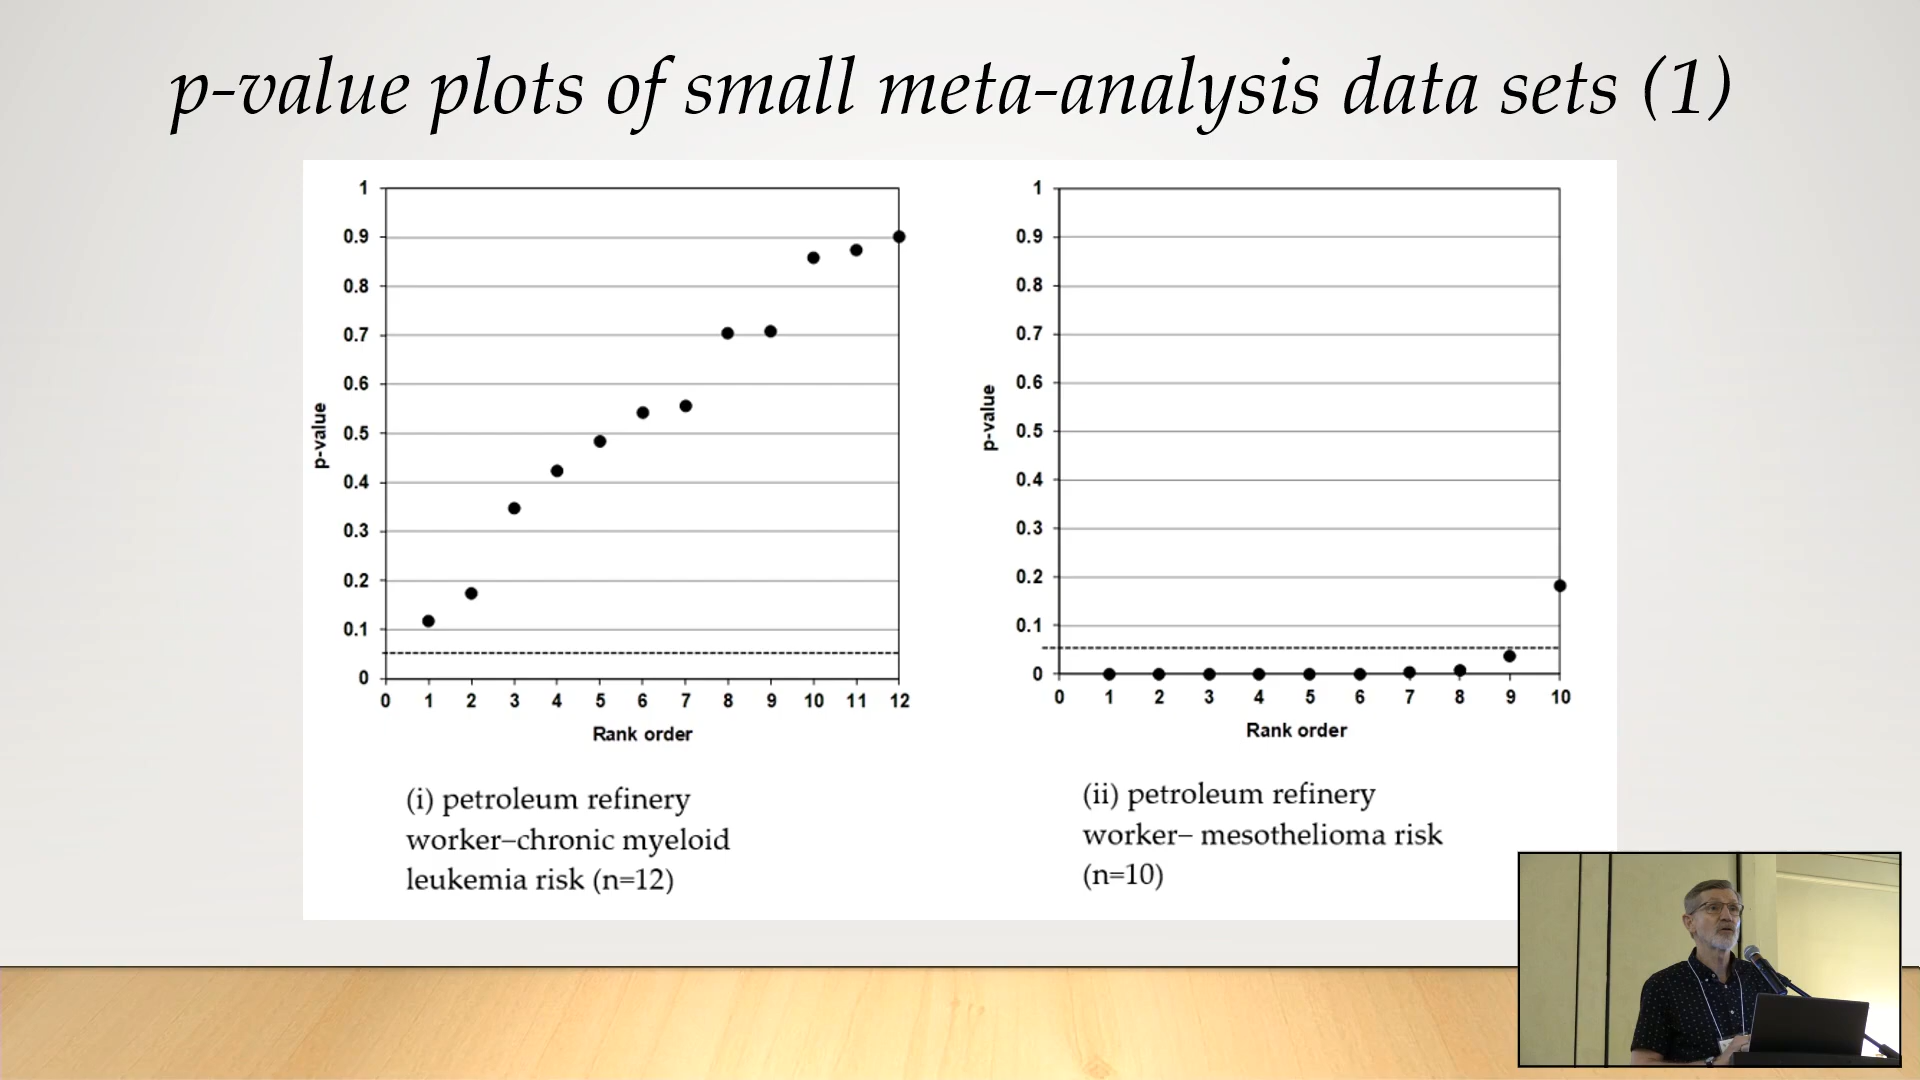 p-value plots of small meta-analysis data sets (1)
1
0.9
0.8
0.7
0.6
0.5
0.4
0.3
0.2
0.1
0
p-value
0 1 2 3 4 5 6 7 8 9 10 11 12
Rank order
(i) petroleum refinery
worker–chronic myeloid
leukemia risk (n=12)
1
0.9
0.8
0.7
0.6
0.5
0.4
0.3
0.2
0.1
0
p-value
0 1 2 3 4 5 6 7 8 9 10
Rank order
(ii) petroleum refinery
worker– mesothelioma risk
(n=10)